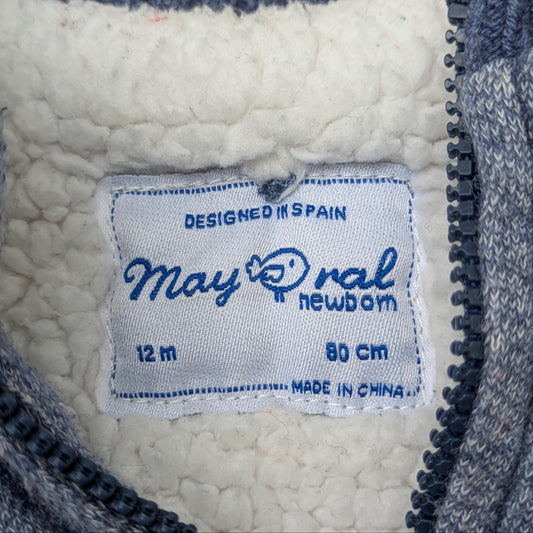 DESIGNED IN SPAIN
mayoral
newborn
12 m 80 cm
MADE IN CHINA